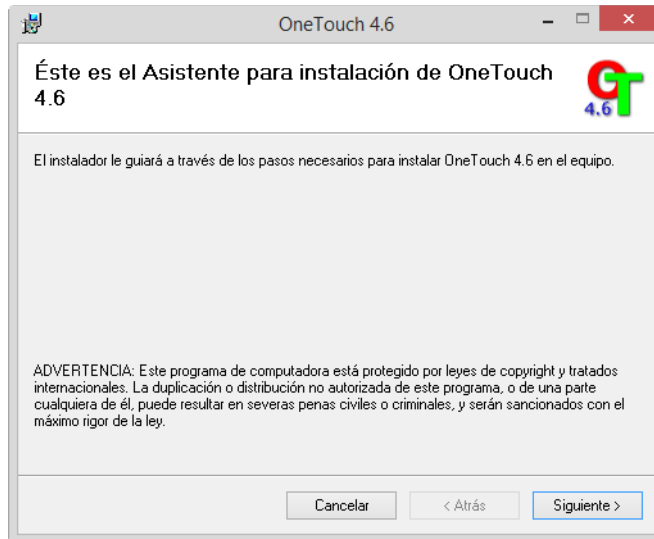 OneTouch 4.6
Éste es el Asistente para instalación de OneTouch
4.6
GT
4.6
El instalador le guiará a través de los pasos necesarios para instalar OneTouch 4.6 en el equipo.
ADVERTENCIA: Este programa de computadora está protegido por leyes de copyright y tratados
internacionales. La duplicación o distribución no autorizada de este programa, o de una parte
cualquiera de él, puede resultar en severas penas civiles o criminales, y serán sancionados con el
máximo rigor de la ley.
Cancelar
< Atrás
Siguiente >